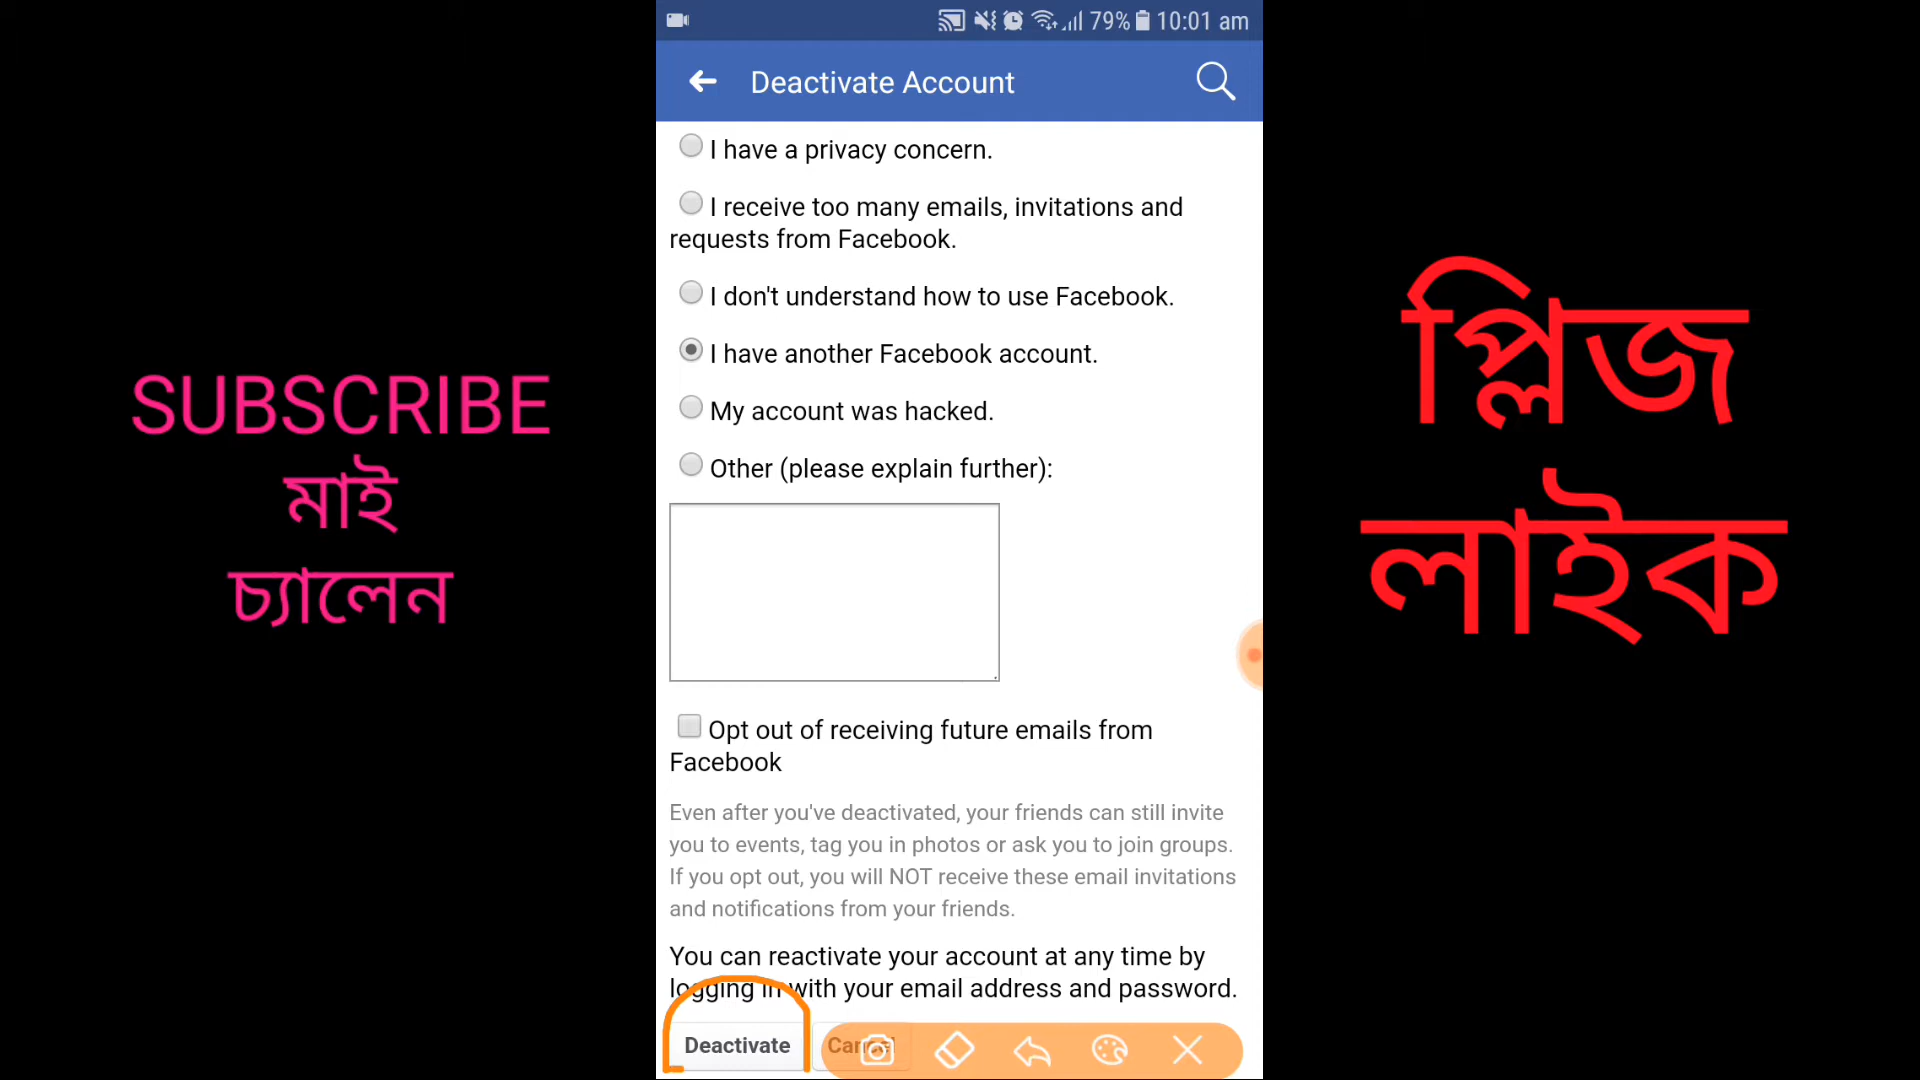 79% 10:01 am
Deactivate Account
I have a privacy concern.
I receive too many emails, invitations and
requests from Facebook.
I don't understand how to use Facebook.
I have another Facebook account.
My account was hacked.
Other (please explain further):
Opt out of receiving future emails from
Facebook
Even after you've deactivated, your friends can still invite
you to events, tag you in photos or ask you to join groups.
If you opt out, you will NOT receive these email invitations
and notifications from your friends.
You can reactivate your account at any time by
logging in with your email address and password.
Deactivate Cancel
SUBSCRIBE
মাই
চ্যালেন
প্লিজ
লাইক